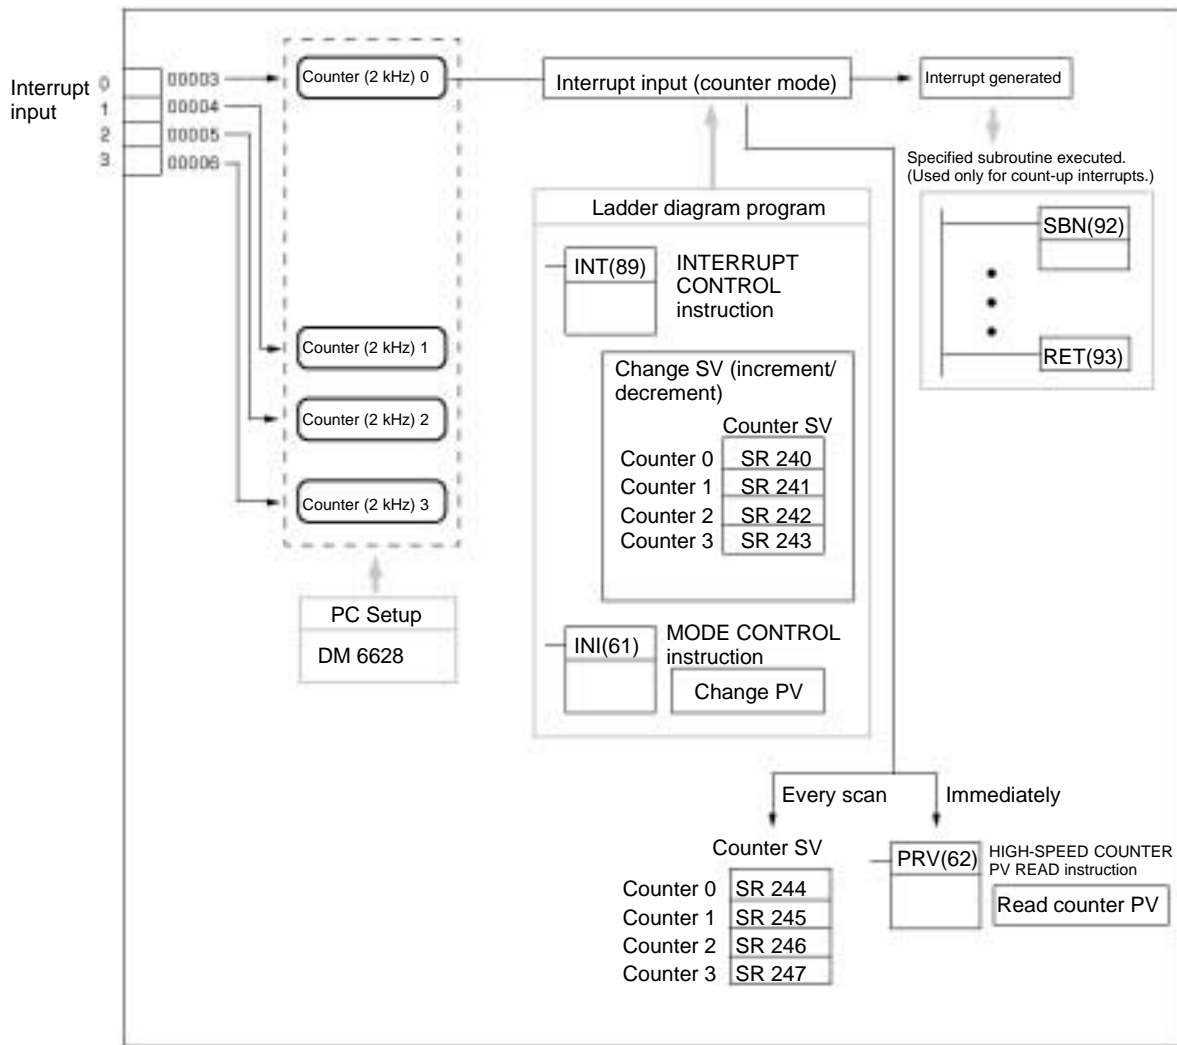 Interrupt
input
0
1
2
3
00003
00004
00005
00006
Counter (2 kHz) 0
Counter (2 kHz) 1
Counter (2 kHz) 2
Counter (2 kHz) 3
PC Setup
DM 6628
Interrupt input (counter mode)
Interrupt generated
Specified subroutine executed.
(Used only for count-up interrupts.)
SBN(92)
RET(93)
Ladder diagram program
INT(89)
INTERRUPT
CONTROL
instruction
Change SV (increment/
decrement)
Counter SV
Counter 0 SR 240
Counter 1 SR 241
Counter 2 SR 242
Counter 3 SR 243
INI(61)
MODE CONTROL
instruction
Change PV
Every scan
Immediately
Counter SV
Counter 0 SR 244
Counter 1 SR 245
Counter 2 SR 246
Counter 3 SR 247
PRV(62)
HIGH-SPEED COUNTER
PV READ instruction
Read counter PV